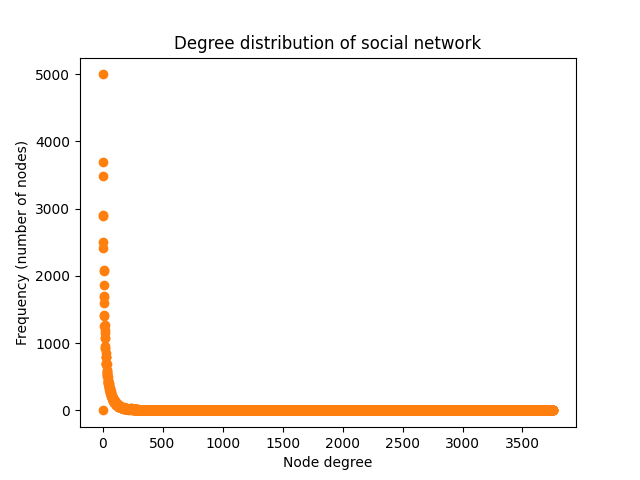 Degree distribution of social network
5000
4000
3000
2000
1000
0
Frequency (number of nodes)
0 500 1000 1500 2000 2500 3000 3500
Node degree